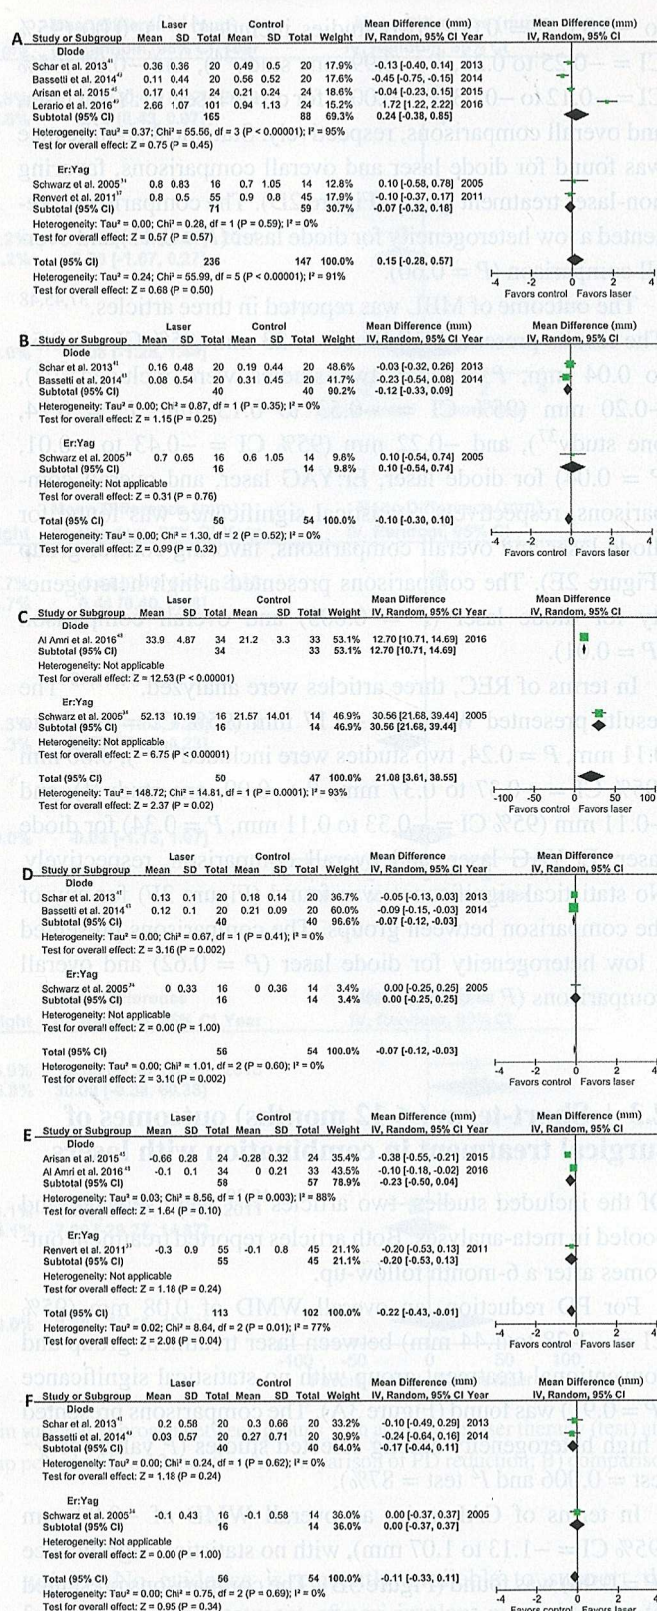 A
Laser Control Mean Difference (mm) Mean Difference (mm)
Study or Subgroup Mean SD Total Mean SD Total Weight IV, Random, 95% CI Year IV, Random, 95% CI
Diode
Schar et al. 2013 0.36 0.36 20 0.49 0.5 20 -0.13 [-0.40, 0.14] 2013
Bassetti et al. 2014 0.11 0.44 20 0.56 0.52 20 -0.45 [-0.75, -0.15] 2014
Arisan et al. 2015 0.17 0.41 24 0.21 0.24 -0.04 [-0.23, 0.15] 2015
Lerario et al. 2016 2.66 1.07 101 0.94 1.13 24 15.2% 1.72 [1.22, 2.22] 2016
Subtotal (95% CI) 165 88 69.3% 0.24 [-0.38, 0.85]
Heterogeneity: Tau² = 0.37; Chi² = 55.56, df = 3 (P < 0.00001); I² = 95%
Test for overall effect: Z = 0.75 (P = 0.45)
Er:Yag
Schwarz et al. 2005 0.8 0.83 16 0.7 1.05 14 12.8% 0.10 [-0.58, 0.78] 2005
Renvert et al. 2011 0.8 0.5 55 0.9 0.8 45 17.9% -0.10 [-0.37, 0.17] 2011
Subtotal (95% CI) 71 59 30.7% -0.07 [-0.32, 0.18]
Heterogeneity: Tau² = 0.00; Chi² = 0.28, df = 1 (P = 0.59); I² = 0%
Test for overall effect: Z = 0.57 (P = 0.57)
Total (95% CI) 236 147 100.0% 0.15 [-0.28, 0.57]
Heterogeneity: Tau² = 0.24; Chi² = 55.99, df = 5 (P < 0.00001); I² = 91%
Test for overall effect: Z = 0.68 (P = 0.50)
-4 -2 0 2 4
Favors control Favors laser
B
Laser Control Mean Difference (mm) Mean Difference (mm)
Study or Subgroup Mean SD Total Mean SD Total Weight IV, Random, 95% CI Year IV, Random, 95% CI
Diode
Schar et al. 2013 0.16 0.48 20 0.19 0.44 20 48.6% -0.03 [-0.32, 0.26] 2013
Bassetti et al. 2014 0.08 0.54 20 0.31 0.45 20 41.7% -0.23 [-0.54, 0.08] 2014
Subtotal (95% CI) 40 40 90.2% -0.12 [-0.33, 0.09]
Heterogeneity: Tau² = 0.00; Chi² = 0.87, df = 1 (P = 0.35); I² = 0%
Test for overall effect: Z = 1.15 (P = 0.25)
Er:Yag
Schwarz et al. 2005 0.7 0.65 16 0.6 1.05 14 9.8% 0.10 [-0.54, 0.74] 2005
Subtotal (95% CI) 16 14 9.8% 0.10 [-0.54, 0.74]
Heterogeneity: Not applicable
Test for overall effect: Z = 0.31 (P = 0.76)
Total (95% CI) 56 54 100.0% -0.10 [-0.30, 0.10]
Heterogeneity: Tau² = 0.00; Chi² = 1.30, df = 2 (P = 0.52); I² = 0%
Test for overall effect: Z = 0.99 (P = 0.32)
-4 -2 0 2 4
Favors control Favors laser
C
Laser Control Mean Difference Mean Difference
Study or Subgroup Mean SD Total Mean SD Total Weight IV, Random, 95% CI Year IV, Random, 95% CI
Diode
Al Amri et al. 2016 33.9 4.87 34 21.2 3.3 33 53.1% 12.70 [10.71, 14.69] 2016
Subtotal (95% CI) 34 33 53.1% 12.70 [10.71, 14.69]
Heterogeneity: Not applicable
Test for overall effect: Z = 12.53 (P < 0.00001)
Er:Yag
Schwarz et al. 2005 52.13 10.19 16 21.57 14.01 14 46.9% 30.56 [21.68, 39.44] 2005
Subtotal (95% CI) 16 14 46.9% 30.56 [21.68, 39.44]
Heterogeneity: Not applicable
Test for overall effect: Z = 6.75 (P < 0.00001)
Total (95% CI) 50 47 100.0% 21.08 [3.61, 38.55]
Heterogeneity: Tau² = 148.72; Chi² = 14.81, df = 1 (P = 0.0001); I² = 93%
Test for overall effect: Z = 2.37 (P = 0.02)
-100 -50 0 50 100
Favors control Favors laser
D
Laser Control Mean Difference Mean Difference
Study or Subgroup Mean SD Total Mean SD Total Weight IV, Random, 95% CI Year IV, Random, 95% CI
Diode
Schar et al. 2013 0.13 0.1 20 0.18 0.14 20 36.7% -0.05 [-0.13, 0.03] 2013
Bassetti et al. 2014 0.12 0.1 20 0.21 0.09 20 60.0% -0.09 [-0.15, -0.03] 2014
Subtotal (95% CI) 40 40 96.6% -0.07 [-0.12, -0.03]
Heterogeneity: Tau² = 0.00; Chi² = 0.67, df = 1 (P = 0.41); I² = 0%
Test for overall effect: Z = 3.16 (P = 0.002)
Er:Yag
Schwarz et al. 2005 0 0.33 16 0 0.36 14 3.4% 0.00 [-0.25, 0.25] 2005
Subtotal (95% CI) 16 14 3.4% 0.00 [-0.25, 0.25]
Heterogeneity: Not applicable
Test for overall effect: Z = 0.00 (P = 1.00)
Total (95% CI) 56 54 100.0% -0.07 [-0.12, -0.03]
Heterogeneity: Tau² = 0.00; Chi² = 1.01, df = 2 (P = 0.60); I² = 0%
Test for overall effect: Z = 3.10 (P = 0.002)
-4 -2 0 2 4
Favors control Favors laser
E
Laser Control Mean Difference (mm) Mean Difference (mm)
Study or Subgroup Mean SD Total Mean SD Total Weight IV, Random, 95% CI Year IV, Random, 95% CI
Diode
Arisan et al. 2015 -0.66 0.28 24 -0.28 0.32 24 35.4% -0.38 [-0.55, -0.21] 2015
Al Amri et al. 2016 -0.1 0.1 34 0 0.21 33 43.5% -0.10 [-0.18, -0.02] 2016
Subtotal (95% CI) 58 57 78.9% -0.23 [-0.50, 0.04]
Heterogeneity: Tau² = 0.03; Chi² = 8.56, df = 1 (P = 0.003); I² = 88%
Test for overall effect: Z = 1.64 (P = 0.10)
Er:Yag
Renvert et al. 2011 -0.3 0.9 55 -0.1 0.8 45 21.1% -0.20 [-0.53, 0.13] 2011
Subtotal (95% CI) 55 45 21.1% -0.20 [-0.53, 0.13]
Heterogeneity: Not applicable
Test for overall effect: Z = 1.18 (P = 0.24)
Total (95% CI) 113 102 100.0% -0.22 [-0.43, -0.01]
Heterogeneity: Tau² = 0.02; Chi² = 8.64, df = 2 (P = 0.01); I² = 77%
Test for overall effect: Z = 2.08 (P = 0.04)
-4 -2 0 2 4
Favors control Favors laser
F
Laser Control Mean Difference (mm) Mean Difference (mm)
Study or Subgroup Mean SD Total Mean SD Total Weight IV, Random, 95% CI Year IV, Random, 95% CI
Diode
Schar et al. 2013 0.2 0.58 20 0.3 0.66 20 33.2% -0.10 [-0.49, 0.29] 2013
Bassetti et al. 2014 0.03 0.57 20 0.27 0.71 20 30.9% -0.24 [-0.64, 0.16] 2014
Subtotal (95% CI) 40 40 64.0% -0.17 [-0.44, 0.11]
Heterogeneity: Tau² = 0.00; Chi² = 0.24, df = 1 (P = 0.62); I² = 0%
Test for overall effect: Z = 1.18 (P = 0.24)
Er:Yag
Schwarz et al. 2005 -0.1 0.43 16 -0.1 0.58 14 36.0% 0.00 [-0.37, 0.37] 2005
Subtotal (95% CI) 16 14 36.0% 0.00 [-0.37, 0.37]
Heterogeneity: Not applicable
Test for overall effect: Z = 0.00 (P = 1.00)
Total (95% CI) 56 54 100.0% -0.11 [-0.33, 0.11]
Heterogeneity: Tau² = 0.00; Chi² = 0.75, df = 2 (P = 0.69); I² = 0%
Test for overall effect: Z = 0.95 (P = 0.34)
-4 -2 0 2 4